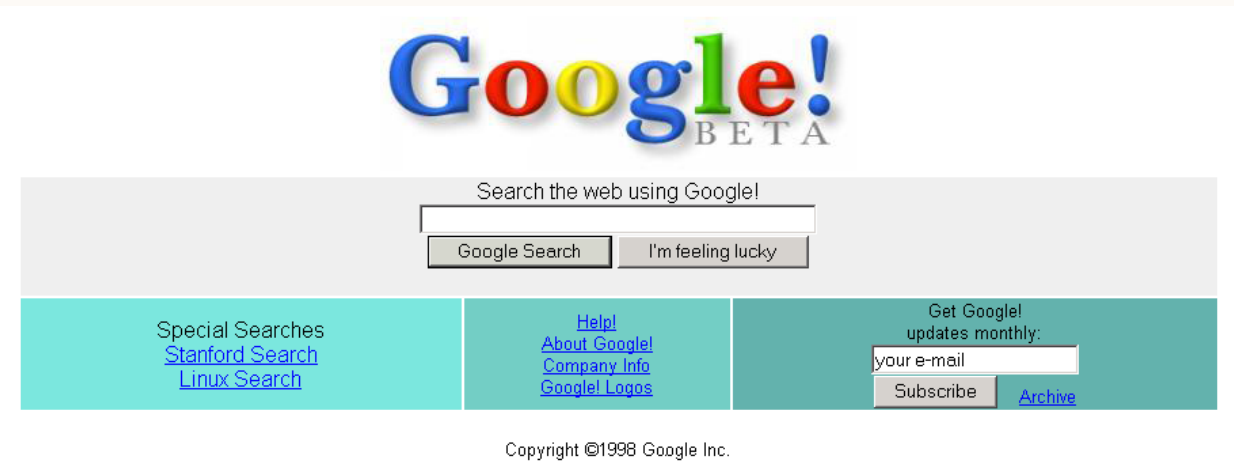 Google!
BETA
Search the web using Google!
Google Search I'm feeling lucky
Special Searches
Stanford Search
Linux Search
Help!
About Google!
Company Info
Google! Logos
Get Google!
updates monthly:
your e-mail
Subscribe Archive
Copyright ©1998 Google Inc.